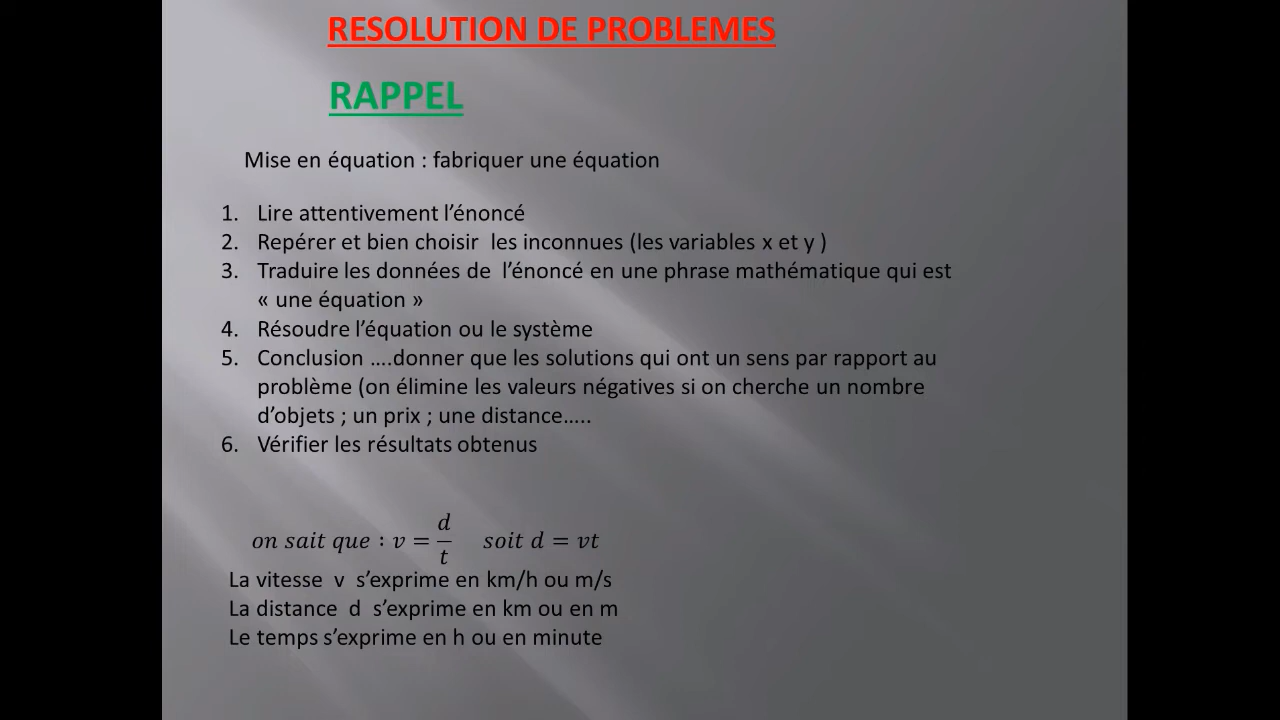 RESOLUTION DE PROBLEMES
RAPPEL
Mise en équation : fabriquer une équation
1. Lire attentivement l’énoncé
2. Repérer et bien choisir les inconnues (les variables x et y )
3. Traduire les données de l’énoncé en une phrase mathématique qui est
« une équation »
4. Résoudre l’équation ou le système
5. Conclusion ….donner que les solutions qui ont un sens par rapport au
problème (on élimine les valeurs négatives si on cherche un nombre
d’objets ; un prix ; une distance…..
6. Vérifier les résultats obtenus
on sait que : v = d/t soit d = vt
La vitesse v s’exprime en km/h ou m/s
La distance d s’exprime en km ou en m
Le temps s’exprime en h ou en minute